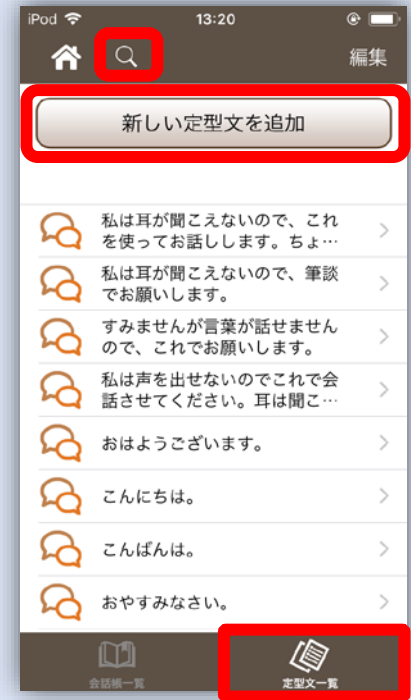 iPod 13:20
編集
新しい定型文を追加
私は耳が聞こえないので、これ
を使ってお話しします。ちょ…
私は耳が聞こえないので、筆談
でお願いします。
すみませんが言葉が話せません
ので、これでお願いします。
私は声を出せないのでこれで会
話させてください。耳は聞こ…
おはようございます。
こんにちは。
こんばんは。
おやすみなさい。
会話帳一覧
定型文一覧